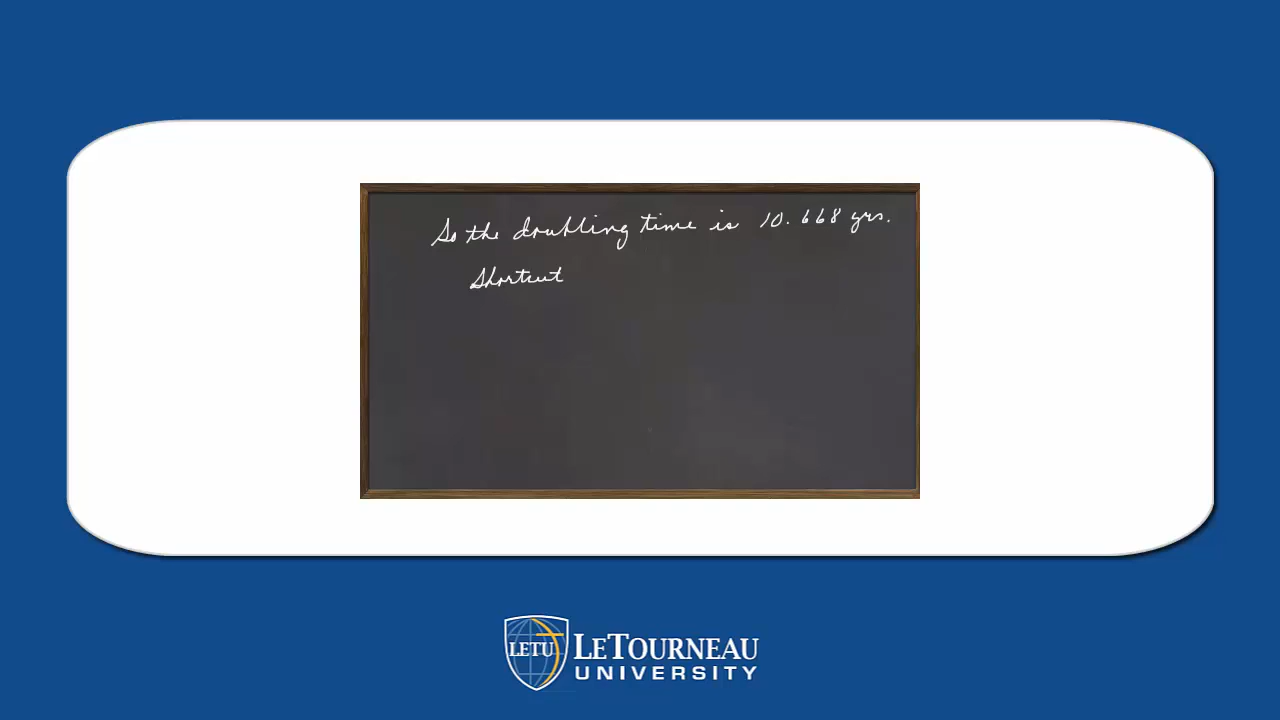 So the doubling time is 10.668 yrs.
Shortcut
LETU
LETOURNEAU
UNIVERSITY